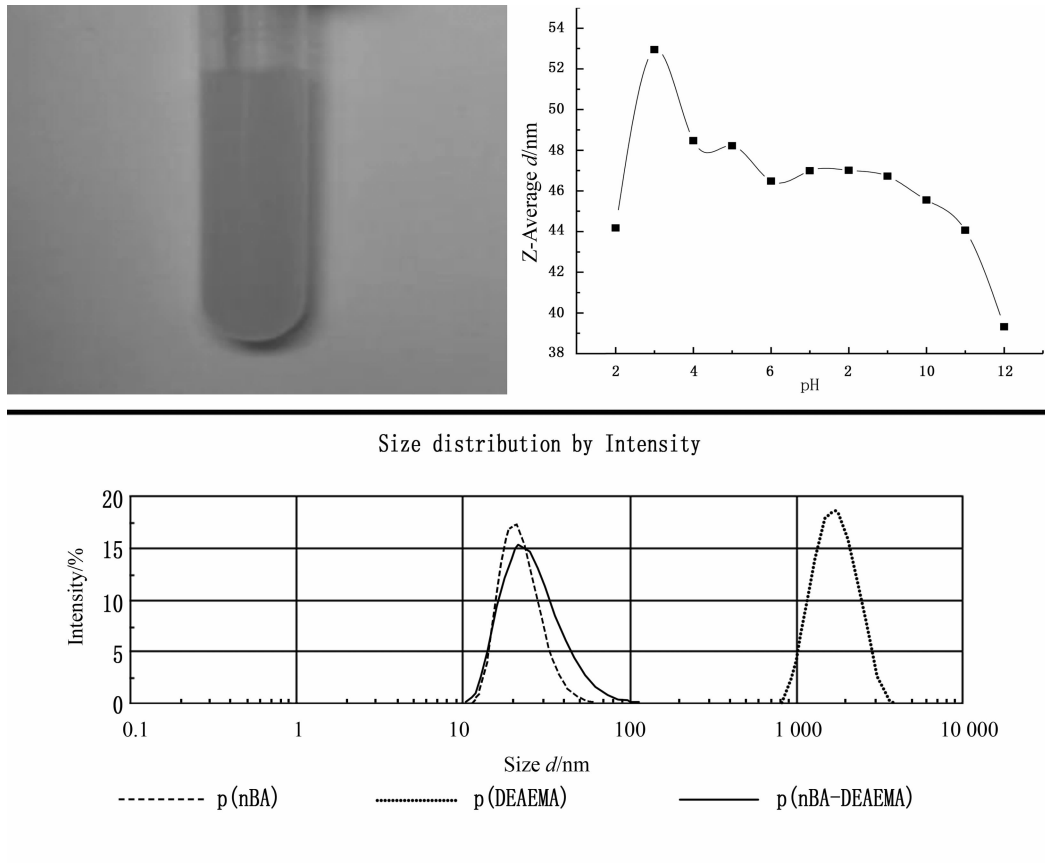 54
52
50
48
46
44
42
40
38
Z-Average d/nm
2 4 6 2 10 12
pH
Size distribution by Intensity
20
15
10
5
0
Intensity/%
0.1 1 10 100 1 000 10 000
Size d/nm
p(nBA) p(DEAEMA) p(nBA-DEAEMA)